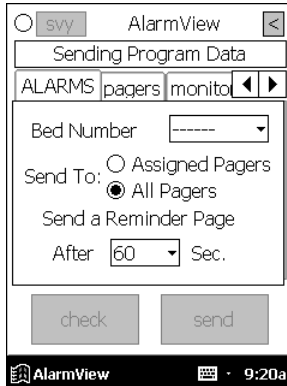 svy AlarmView <
Sending Program Data
ALARMS pagers monito
Bed Number ------
Send To: Assigned Pagers
All Pagers
Send a Reminder Page
After 60 Sec.
check send
AlarmView 9:20a